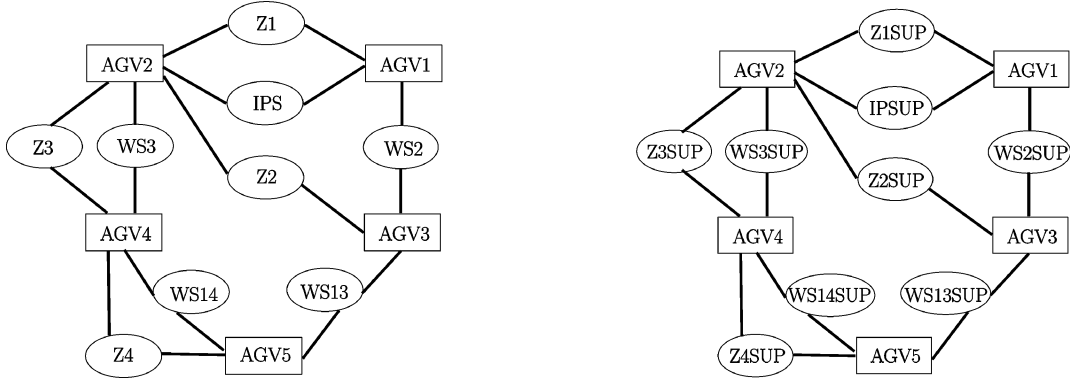 Z1
AGV2
AGV1
IPS
Z3
WS3
WS2
Z2
AGV4
AGV3
WS14
WS13
Z4
AGV5
Z1SUP
AGV2
AGV1
IPSUP
Z3SUP
WS3SUP
WS2SUP
Z2SUP
AGV4
AGV3
WS14SUP
WS13SUP
Z4SUP
AGV5